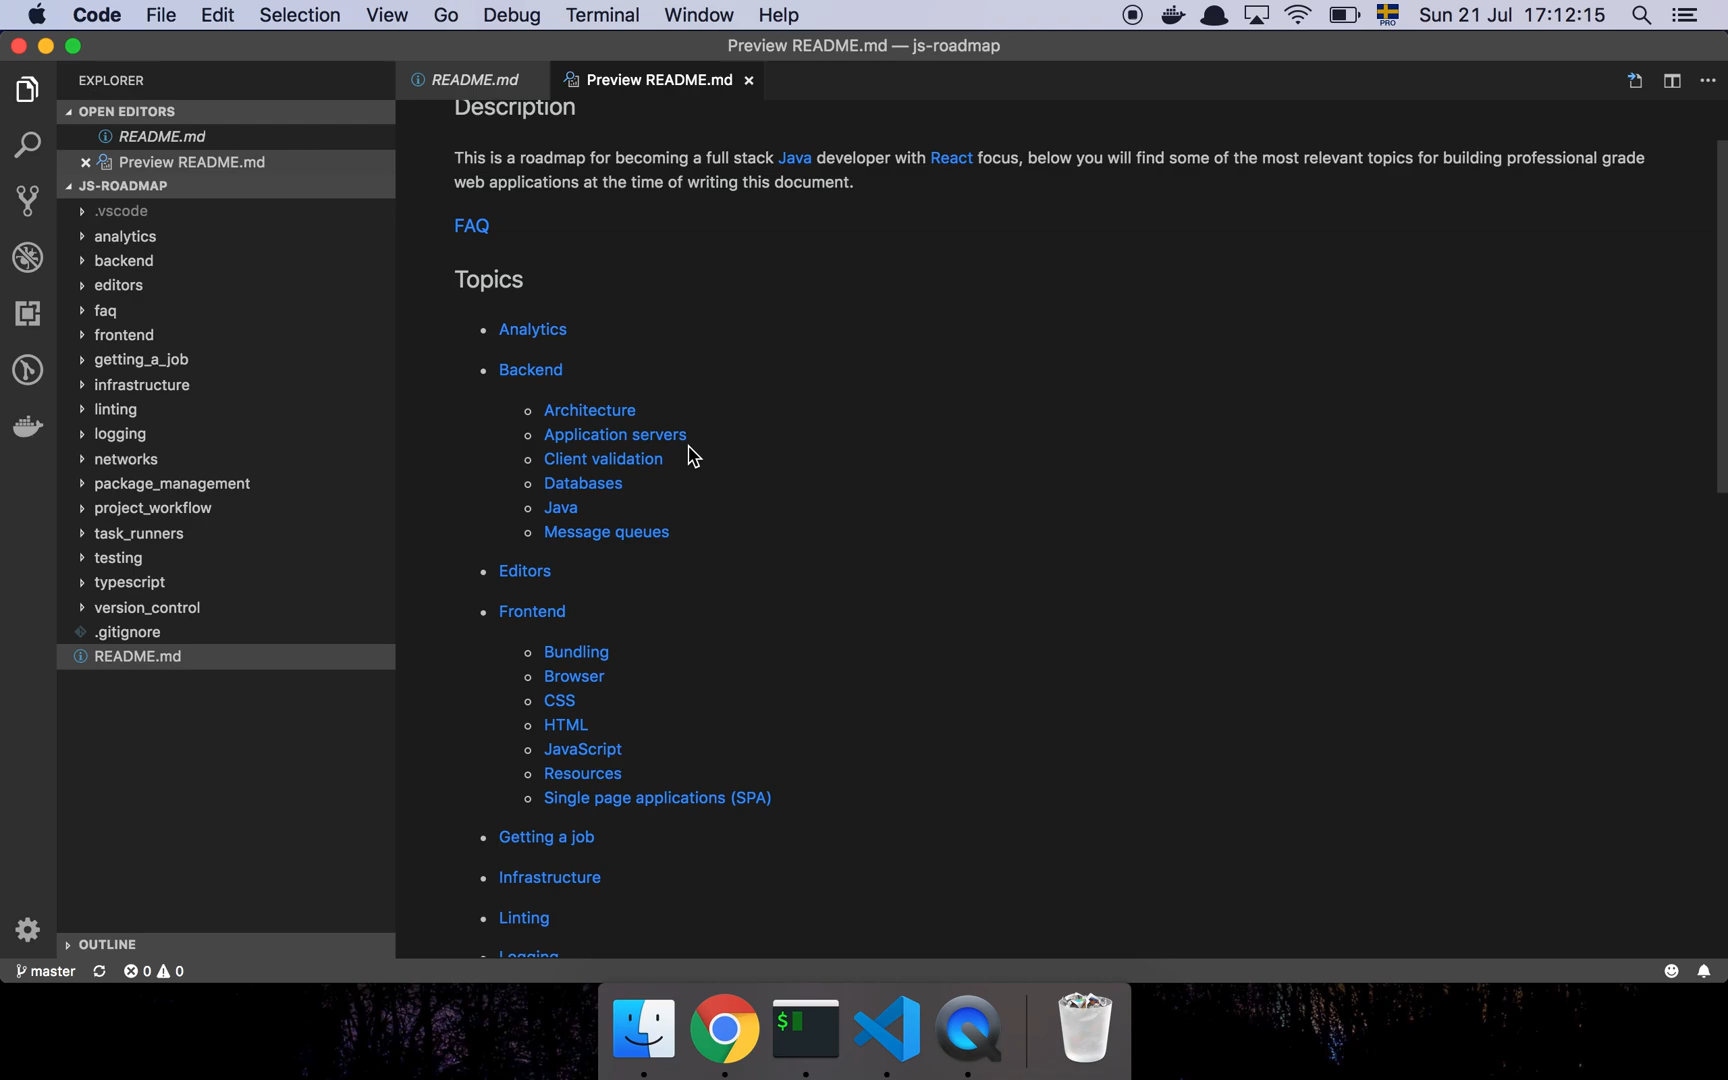 Code File Edit Selection View Go Debug Terminal Window Help PRO Sun 21 Jul 17:12:15
Preview README.md — js-roadmap
EXPLORER
OPEN EDITORS
README.md
Preview README.md
JS-ROADMAP
.vscode
analytics
backend
editors
faq
frontend
getting_a_job
infrastructure
linting
logging
networks
package_management
project_workflow
task_runners
testing
typescript
version_control
.gitignore
README.md
OUTLINE
README.md
Preview README.md
Description
This is a roadmap for becoming a full stack Java developer with React focus, below you will find some of the most relevant topics for building professional grade
web applications at the time of writing this document.
FAQ
Topics
Analytics
Backend
Architecture
Application servers
Client validation
Databases
Java
Message queues
Editors
Frontend
Bundling
Browser
CSS
HTML
JavaScript
Resources
Single page applications (SPA)
Getting a job
Infrastructure
Linting
Logging
master 0 0
$